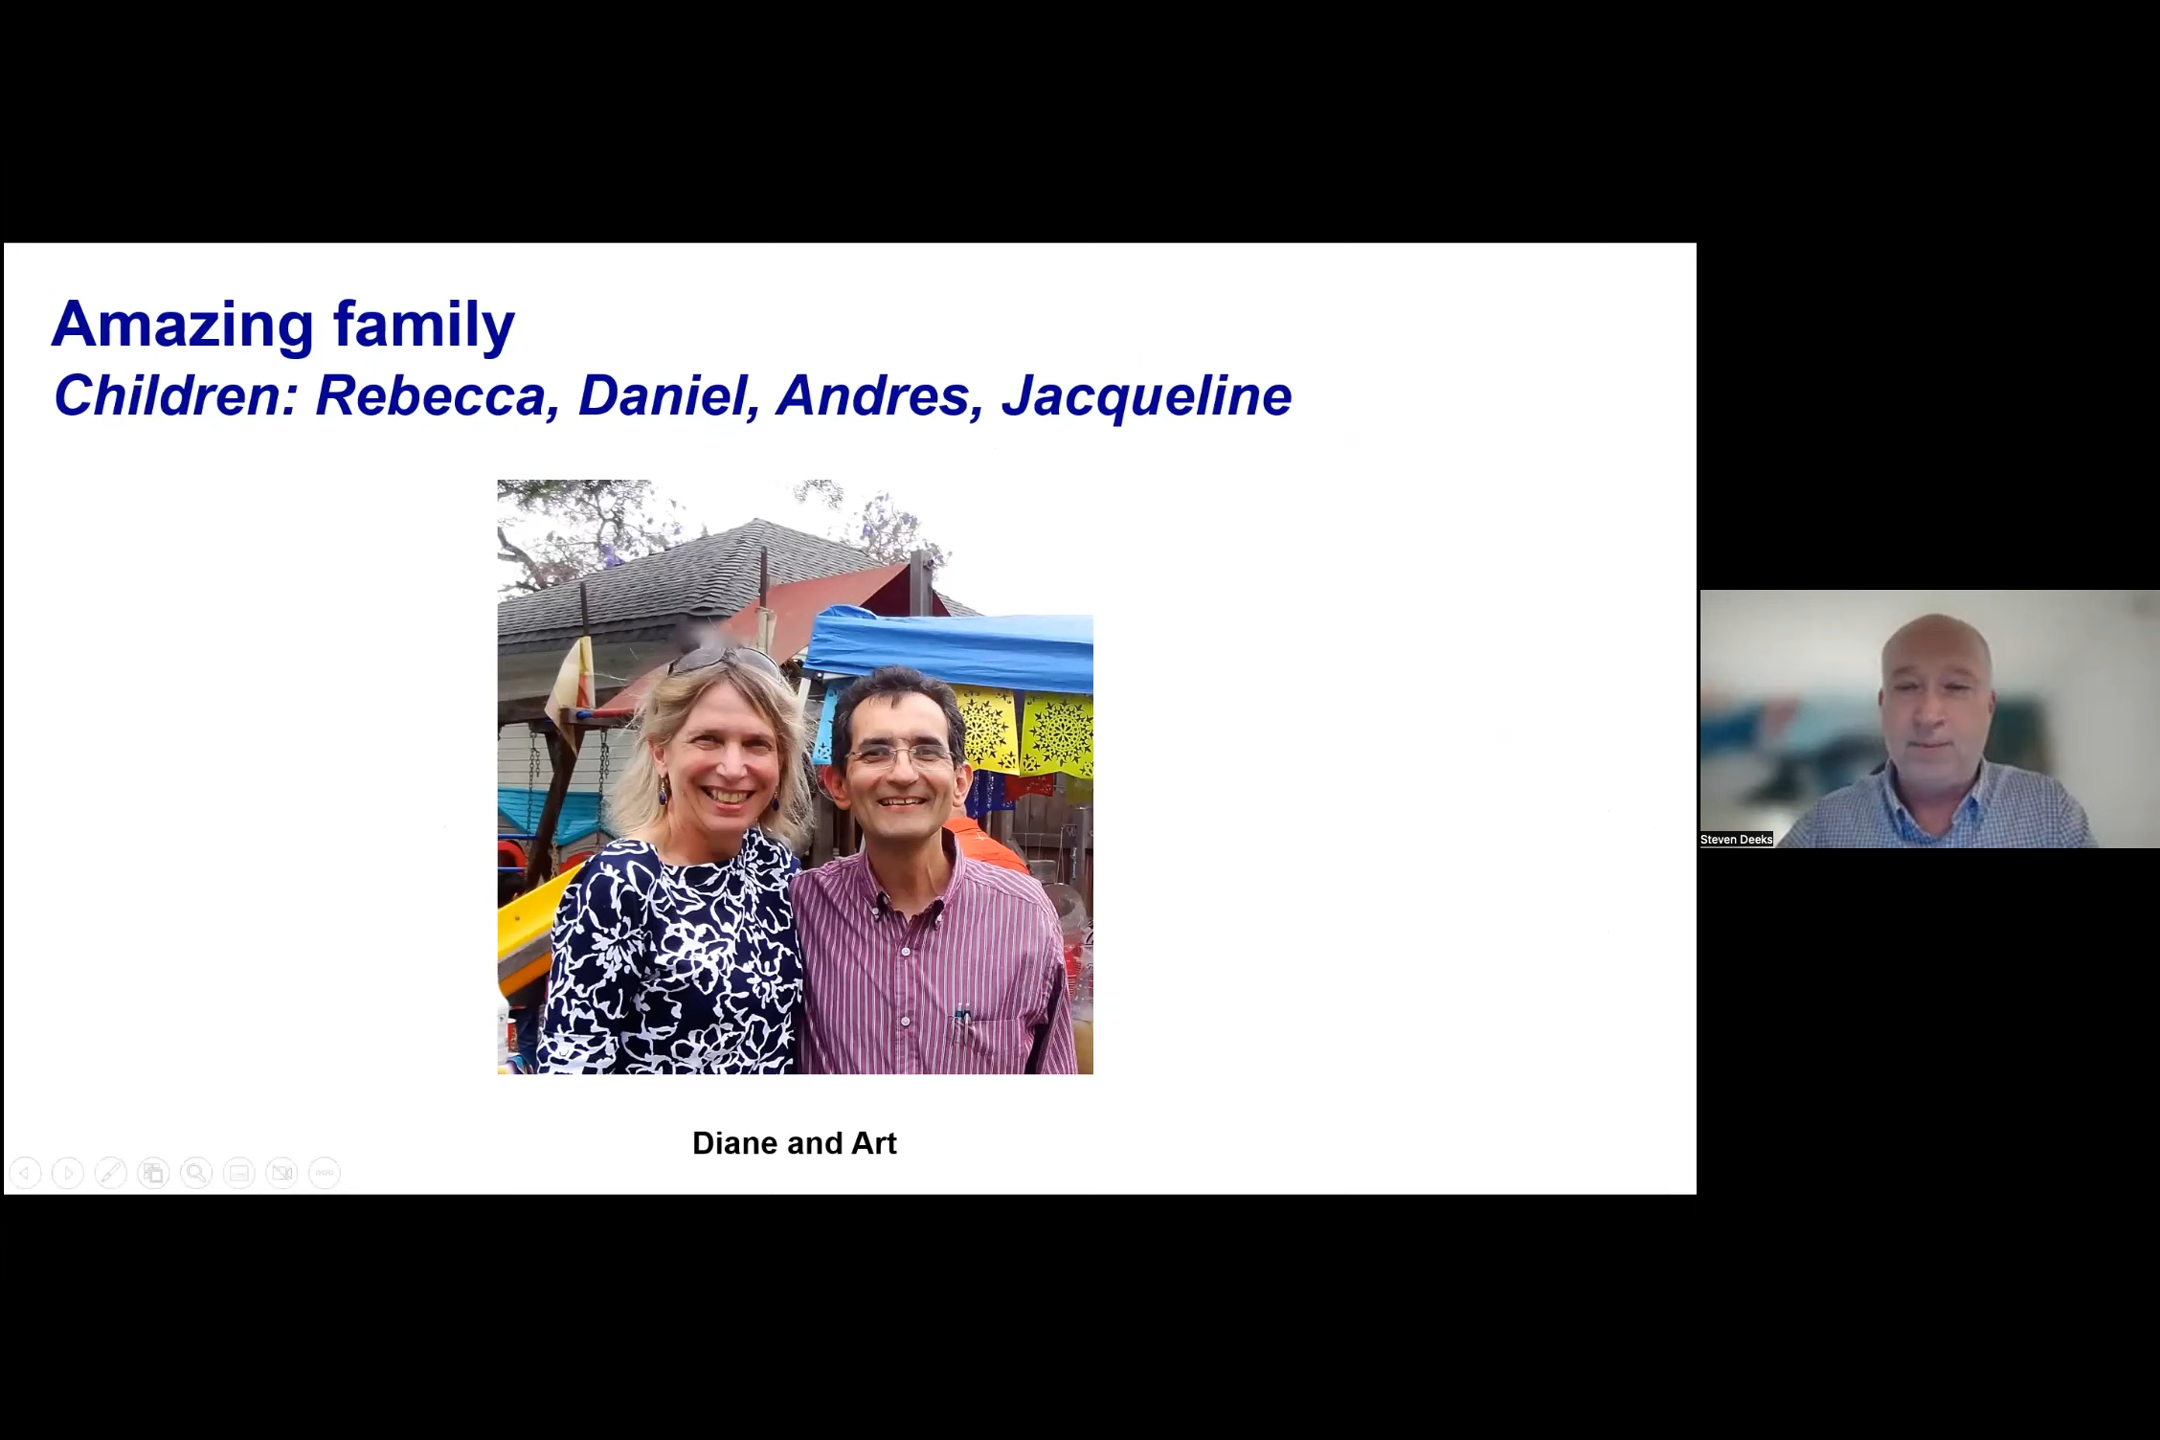 Amazing family
Children: Rebecca, Daniel, Andres, Jacqueline
Diane and Art
Steven Deeks